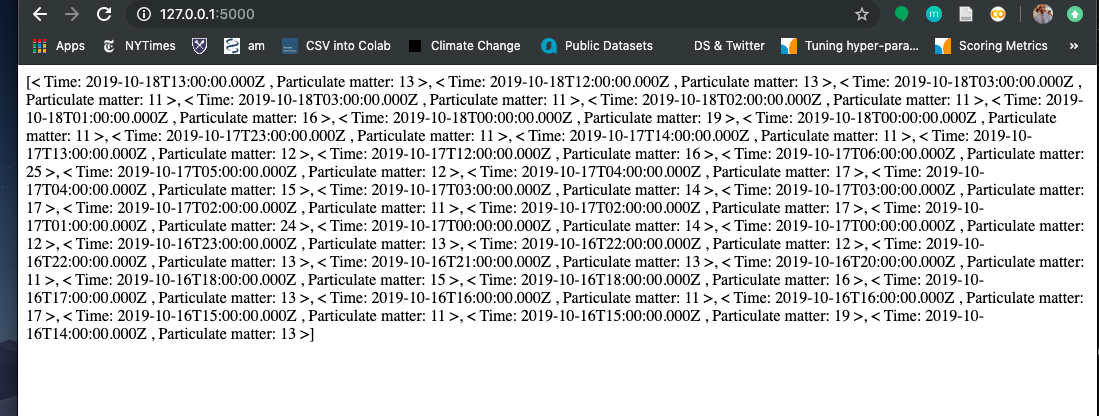 127.0.0.1:5000
Apps NYTimes am CSV into Colab Climate Change Public Datasets DS & Twitter Tuning hyper-para... Scoring Metrics »
[< Time: 2019-10-18T13:00:00.000Z , Particulate matter: 13 >, < Time: 2019-10-18T12:00:00.000Z , Particulate matter: 13 >, < Time: 2019-10-18T03:00:00.000Z ,
Particulate matter: 11 >, < Time: 2019-10-18T03:00:00.000Z , Particulate matter: 11 >, < Time: 2019-10-18T02:00:00.000Z , Particulate matter: 11 >, < Time: 2019-
10-18T01:00:00.000Z , Particulate matter: 16 >, < Time: 2019-10-18T00:00:00.000Z , Particulate matter: 19 >, < Time: 2019-10-18T00:00:00.000Z , Particulate
matter: 11 >, < Time: 2019-10-17T23:00:00.000Z , Particulate matter: 11 >, < Time: 2019-10-17T14:00:00.000Z , Particulate matter: 11 >, < Time: 2019-10-
17T13:00:00.000Z , Particulate matter: 12 >, < Time: 2019-10-17T12:00:00.000Z , Particulate matter: 16 >, < Time: 2019-10-17T06:00:00.000Z , Particulate matter:
25 >, < Time: 2019-10-17T05:00:00.000Z , Particulate matter: 12 >, < Time: 2019-10-17T04:00:00.000Z , Particulate matter: 17 >, < Time: 2019-10-
17T04:00:00.000Z , Particulate matter: 15 >, < Time: 2019-10-17T03:00:00.000Z , Particulate matter: 14 >, < Time: 2019-10-17T03:00:00.000Z , Particulate matter:
17 >, < Time: 2019-10-17T02:00:00.000Z , Particulate matter: 11 >, < Time: 2019-10-17T02:00:00.000Z , Particulate matter: 17 >, < Time: 2019-10-
17T01:00:00.000Z , Particulate matter: 24 >, < Time: 2019-10-17T00:00:00.000Z , Particulate matter: 14 >, < Time: 2019-10-17T00:00:00.000Z , Particulate matter:
12 >, < Time: 2019-10-16T23:00:00.000Z , Particulate matter: 13 >, < Time: 2019-10-16T22:00:00.000Z , Particulate matter: 12 >, < Time: 2019-10-
16T22:00:00.000Z , Particulate matter: 13 >, < Time: 2019-10-16T21:00:00.000Z , Particulate matter: 13 >, < Time: 2019-10-16T20:00:00.000Z , Particulate matter:
11 >, < Time: 2019-10-16T18:00:00.000Z , Particulate matter: 15 >, < Time: 2019-10-16T18:00:00.000Z , Particulate matter: 16 >, < Time: 2019-10-
16T17:00:00.000Z , Particulate matter: 13 >, < Time: 2019-10-16T16:00:00.000Z , Particulate matter: 11 >, < Time: 2019-10-16T16:00:00.000Z , Particulate matter:
17 >, < Time: 2019-10-16T15:00:00.000Z , Particulate matter: 11 >, < Time: 2019-10-16T15:00:00.000Z , Particulate matter: 19 >, < Time: 2019-10-
16T14:00:00.000Z , Particulate matter: 13 >]